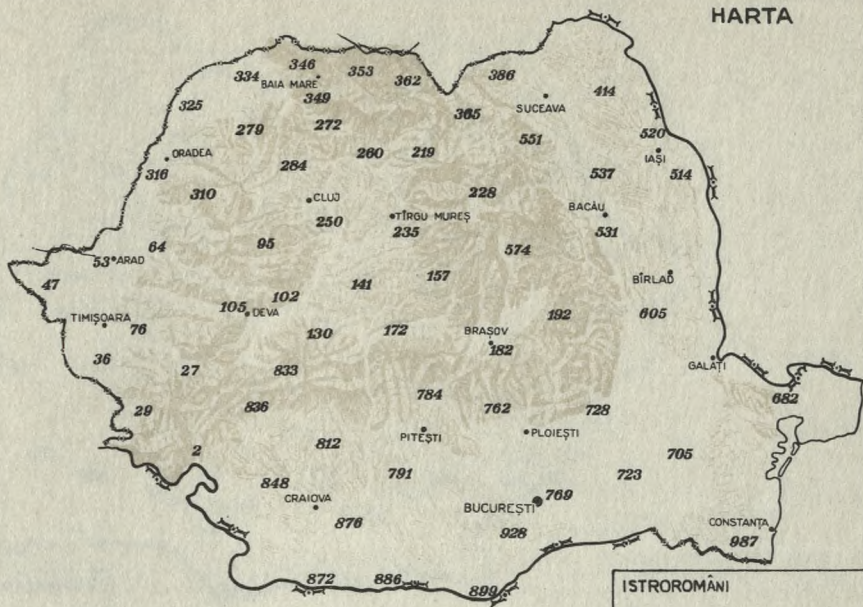 HARTA
346
353
334
BAIA MARE
362
386
349
414
325
365
SUCEAVA
279
272
551
520
ORADEA
260
219
IAȘI
284
316
537
514
310
228
CLUJ
BACĂU
TÎRGU MUREȘ
250
235
531
95
64
574
53 ARAD
157
BÎRLAD
47
141
102
105 DEVA
192
605
TIMIȘOARA
76
130
172
BRAȘOV
182
36
27
833
GALAȚI
784
682
29
836
762
728
PITEȘTI
PLOIEȘTI
2
812
705
791
723
848
CRAIOVA
769
BUCUREȘTI
876
928
CONSTANȚA
987
872
886
899
ISTROROMÂNI